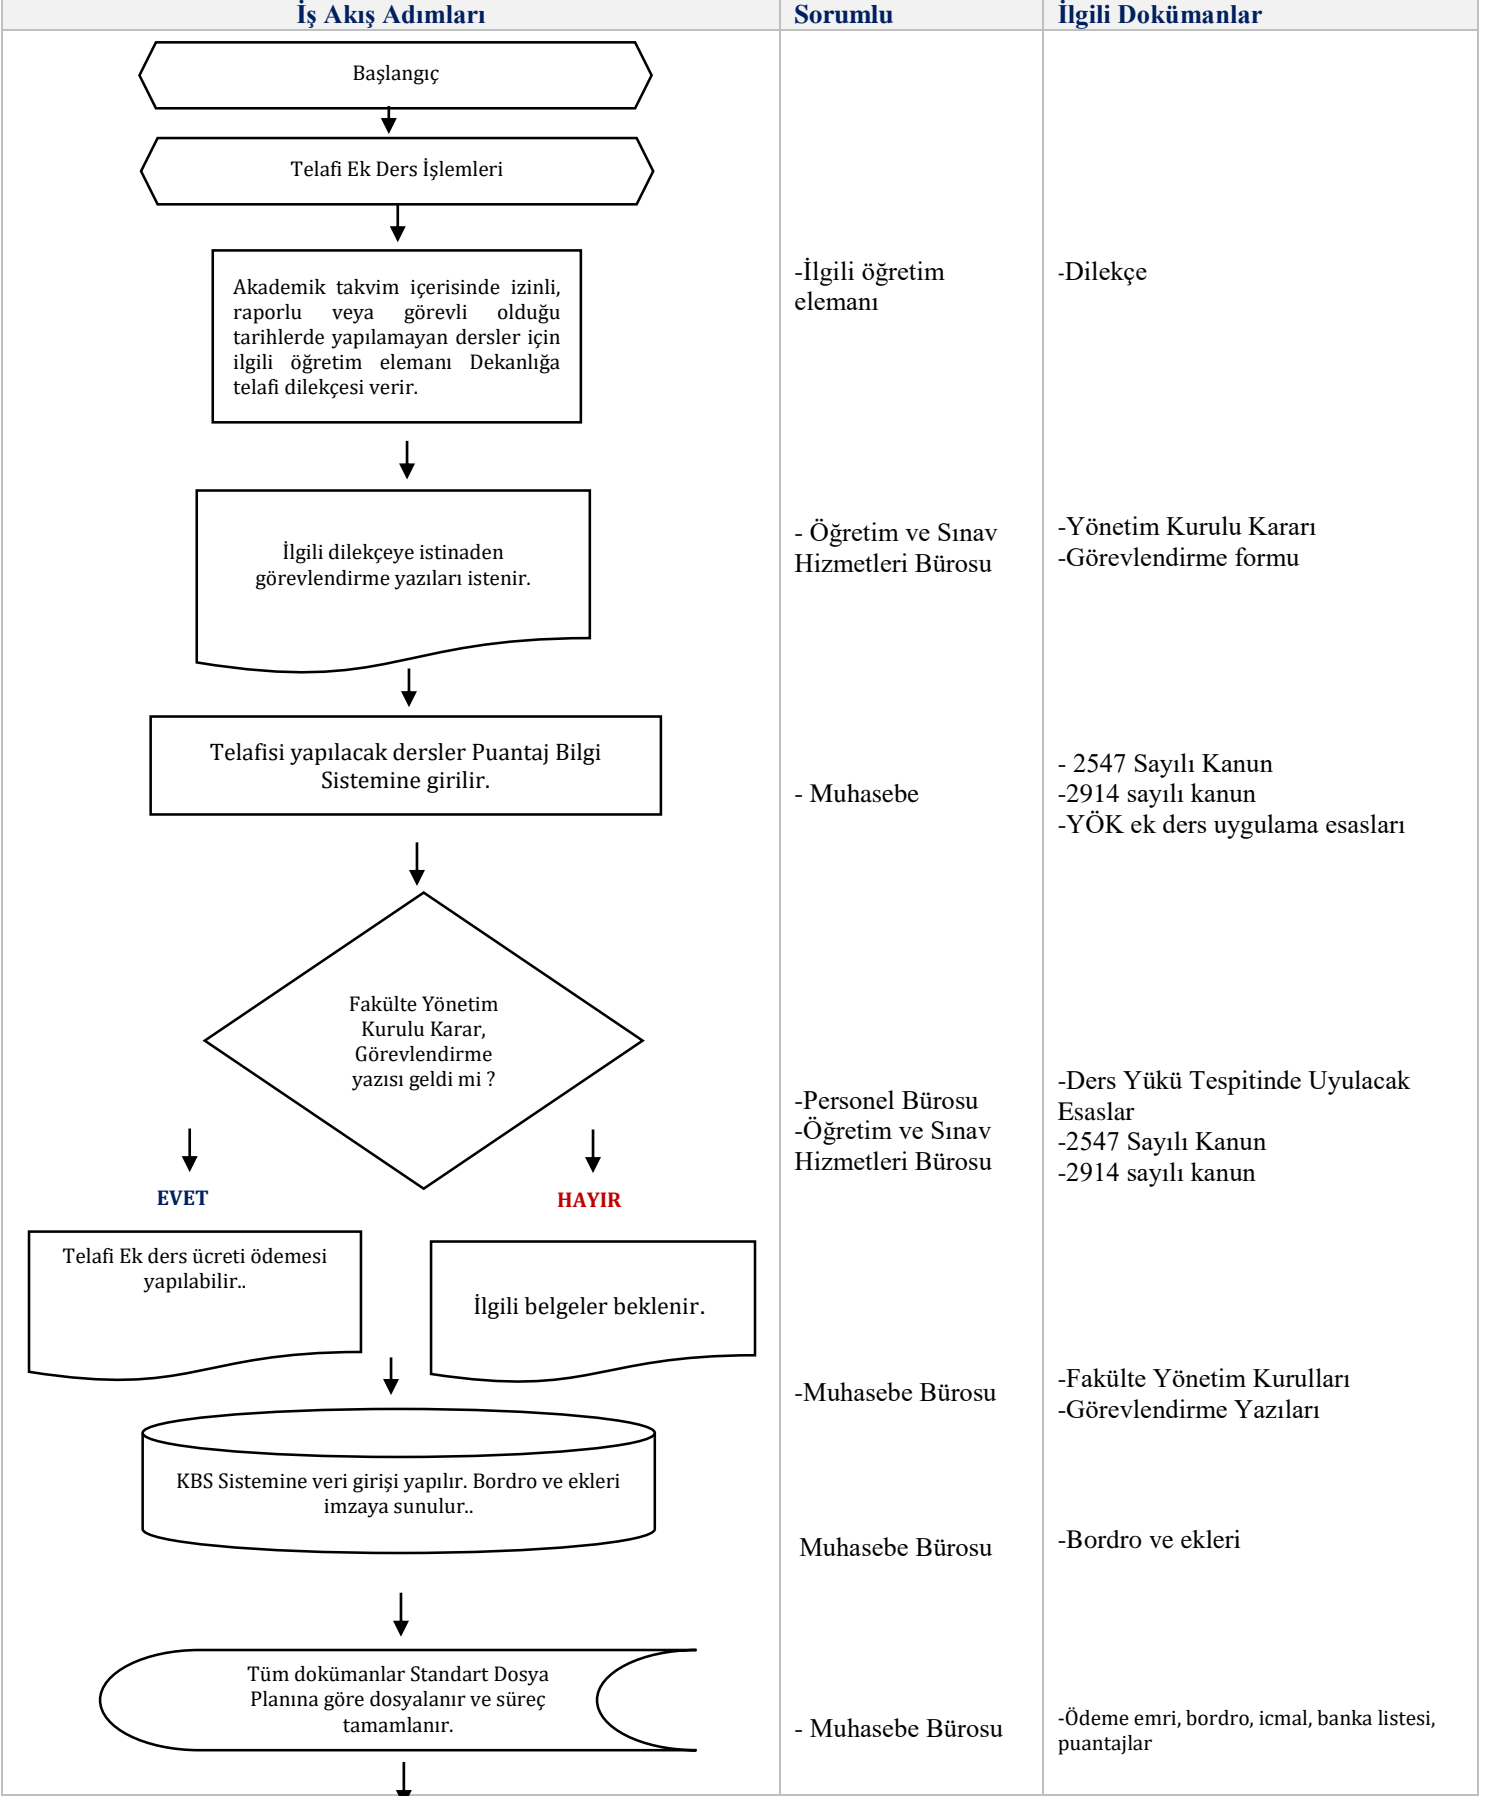 İş Akış Adımları
Sorumlu
İlgili Dokümanlar
Başlangıç
Telafi Ek Ders İşlemleri
Akademik takvim içerisinde izinli,
raporlu veya görevli olduğu
tarihlerde yapılamayan dersler için
ilgili öğretim elemanı Dekanlığa
telafi dilekçesi verir.
-İlgili öğretim
elemanı
-Dilekçe
İlgili dilekçeye istinaden
görevlendirme yazıları istenir.
- Öğretim ve Sınav
Hizmetleri Bürosu
-Yönetim Kurulu Kararı
-Görevlendirme formu
Telafisi yapılacak dersler Puantaj Bilgi
Sistemine girilir.
- Muhasebe
- 2547 Sayılı Kanun
-2914 sayılı kanun
-YÖK ek ders uygulama esasları
Fakülte Yönetim
Kurulu Karar,
Görevlendirme
yazısı geldi mi ?
-Personel Bürosu
-Öğretim ve Sınav
Hizmetleri Bürosu
-Ders Yükü Tespitinde Uyulacak
Esaslar
-2547 Sayılı Kanun
-2914 sayılı kanun
EVET
HAYIR
Telafi Ek ders ücreti ödemesi
yapılabilir..
İlgili belgeler beklenir.
-Muhasebe Bürosu
-Fakülte Yönetim Kurulları
-Görevlendirme Yazıları
KBS Sistemine veri girişi yapılır. Bordro ve ekleri
imzaya sunulur..
Muhasebe Bürosu
-Bordro ve ekleri
Tüm dokümanlar Standart Dosya
Planına göre dosyalanır ve süreç
tamamlanır.
- Muhasebe Bürosu
-Ödeme emri, bordro, icmal, banka listesi,
puantajlar